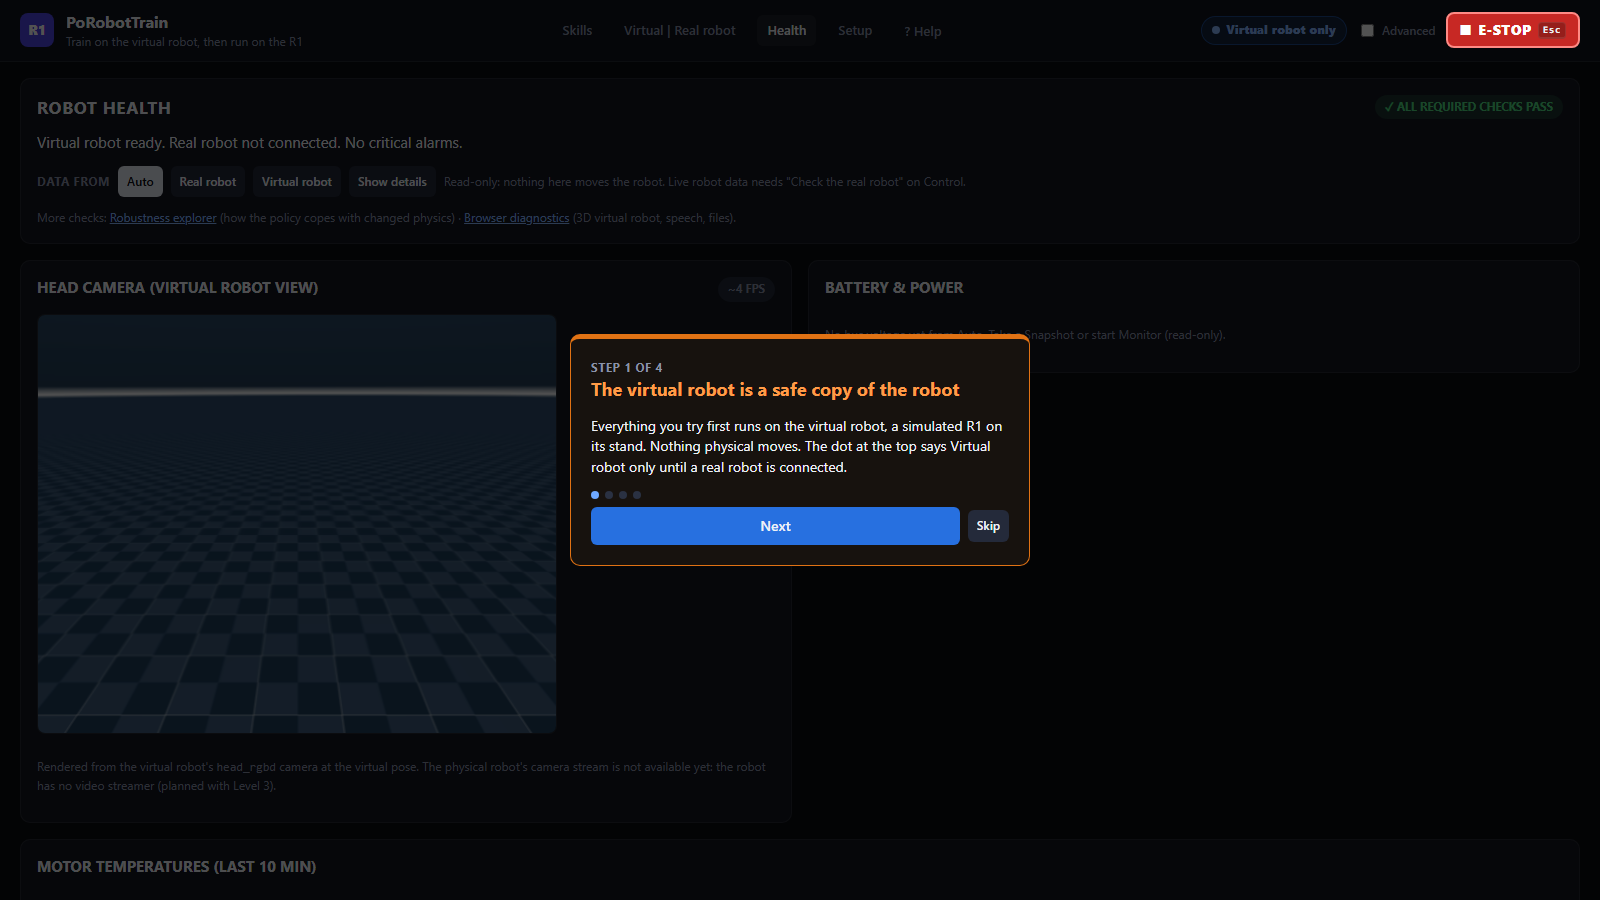 R1
PoRobotTrain
Train on the virtual robot, then run on the R1
Skills
Virtual | Real robot
Health
Setup
? Help
Virtual robot only
Advanced
E-STOP Esc
ROBOT HEALTH
✓ ALL REQUIRED CHECKS PASS
Virtual robot ready. Real robot not connected. No critical alarms.
DATA FROM Auto Real robot Virtual robot Show details Read-only: nothing here moves the robot. Live robot data needs "Check the real robot" on Control.
More checks: Robustness explorer (how the policy copes with changed physics) · Browser diagnostics (3D virtual robot, speech, files).
HEAD CAMERA (VIRTUAL ROBOT VIEW)
~4 FPS
BATTERY & POWER
Snapshot or start Monitor (read-only).
STEP 1 OF 4
The virtual robot is a safe copy of the robot
Everything you try first runs on the virtual robot, a simulated R1 on
its stand. Nothing physical moves. The dot at the top says Virtual
robot only until a real robot is connected.
Next
Skip
Rendered from the virtual robot's head_rgbd camera at the virtual pose. The physical robot's camera stream is not available yet: the robot
has no video streamer (planned with Level 3).
MOTOR TEMPERATURES (LAST 10 MIN)